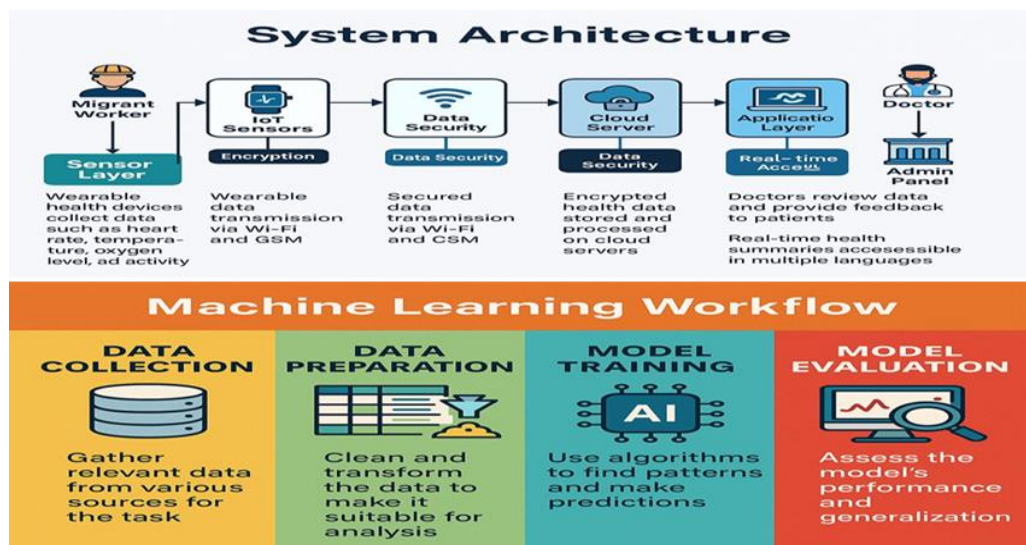 System Architecture
Migrant
Worker
Sensor
Layer
Wearable
health devices
collect data
such as heart
rate, tempera-
ture, oxygen
level, ad activity
IoT
Sensors
Encryption
Wearable
data
transmission
via Wi-Fi
and GSM
Data
Security
Data Security
Secured
data
transmission
via Wi-Fi
and CSM
Cloud
Server
Data
Security
Encrypted
health data
stored and
processed
on cloud
servers
Applicatio
Layer
Real-time
Doctors review data
and provide feedback
to patients
Real-time health
summaries accesessible
in multiple languages
Doctor
Admin
Panel
Machine Learning Workflow
DATA
COLLECTION
Gather
relevant data
from various
sources for
the task
DATA
PREPARATION
Clean and
transform
the data to
make it
suitable for
analysis
MODEL
TRAINING
AI
Use algorithms
to find patterns
and make
predictions
MODEL
EVALUATION
Assess the
model's
performance
and
generalization